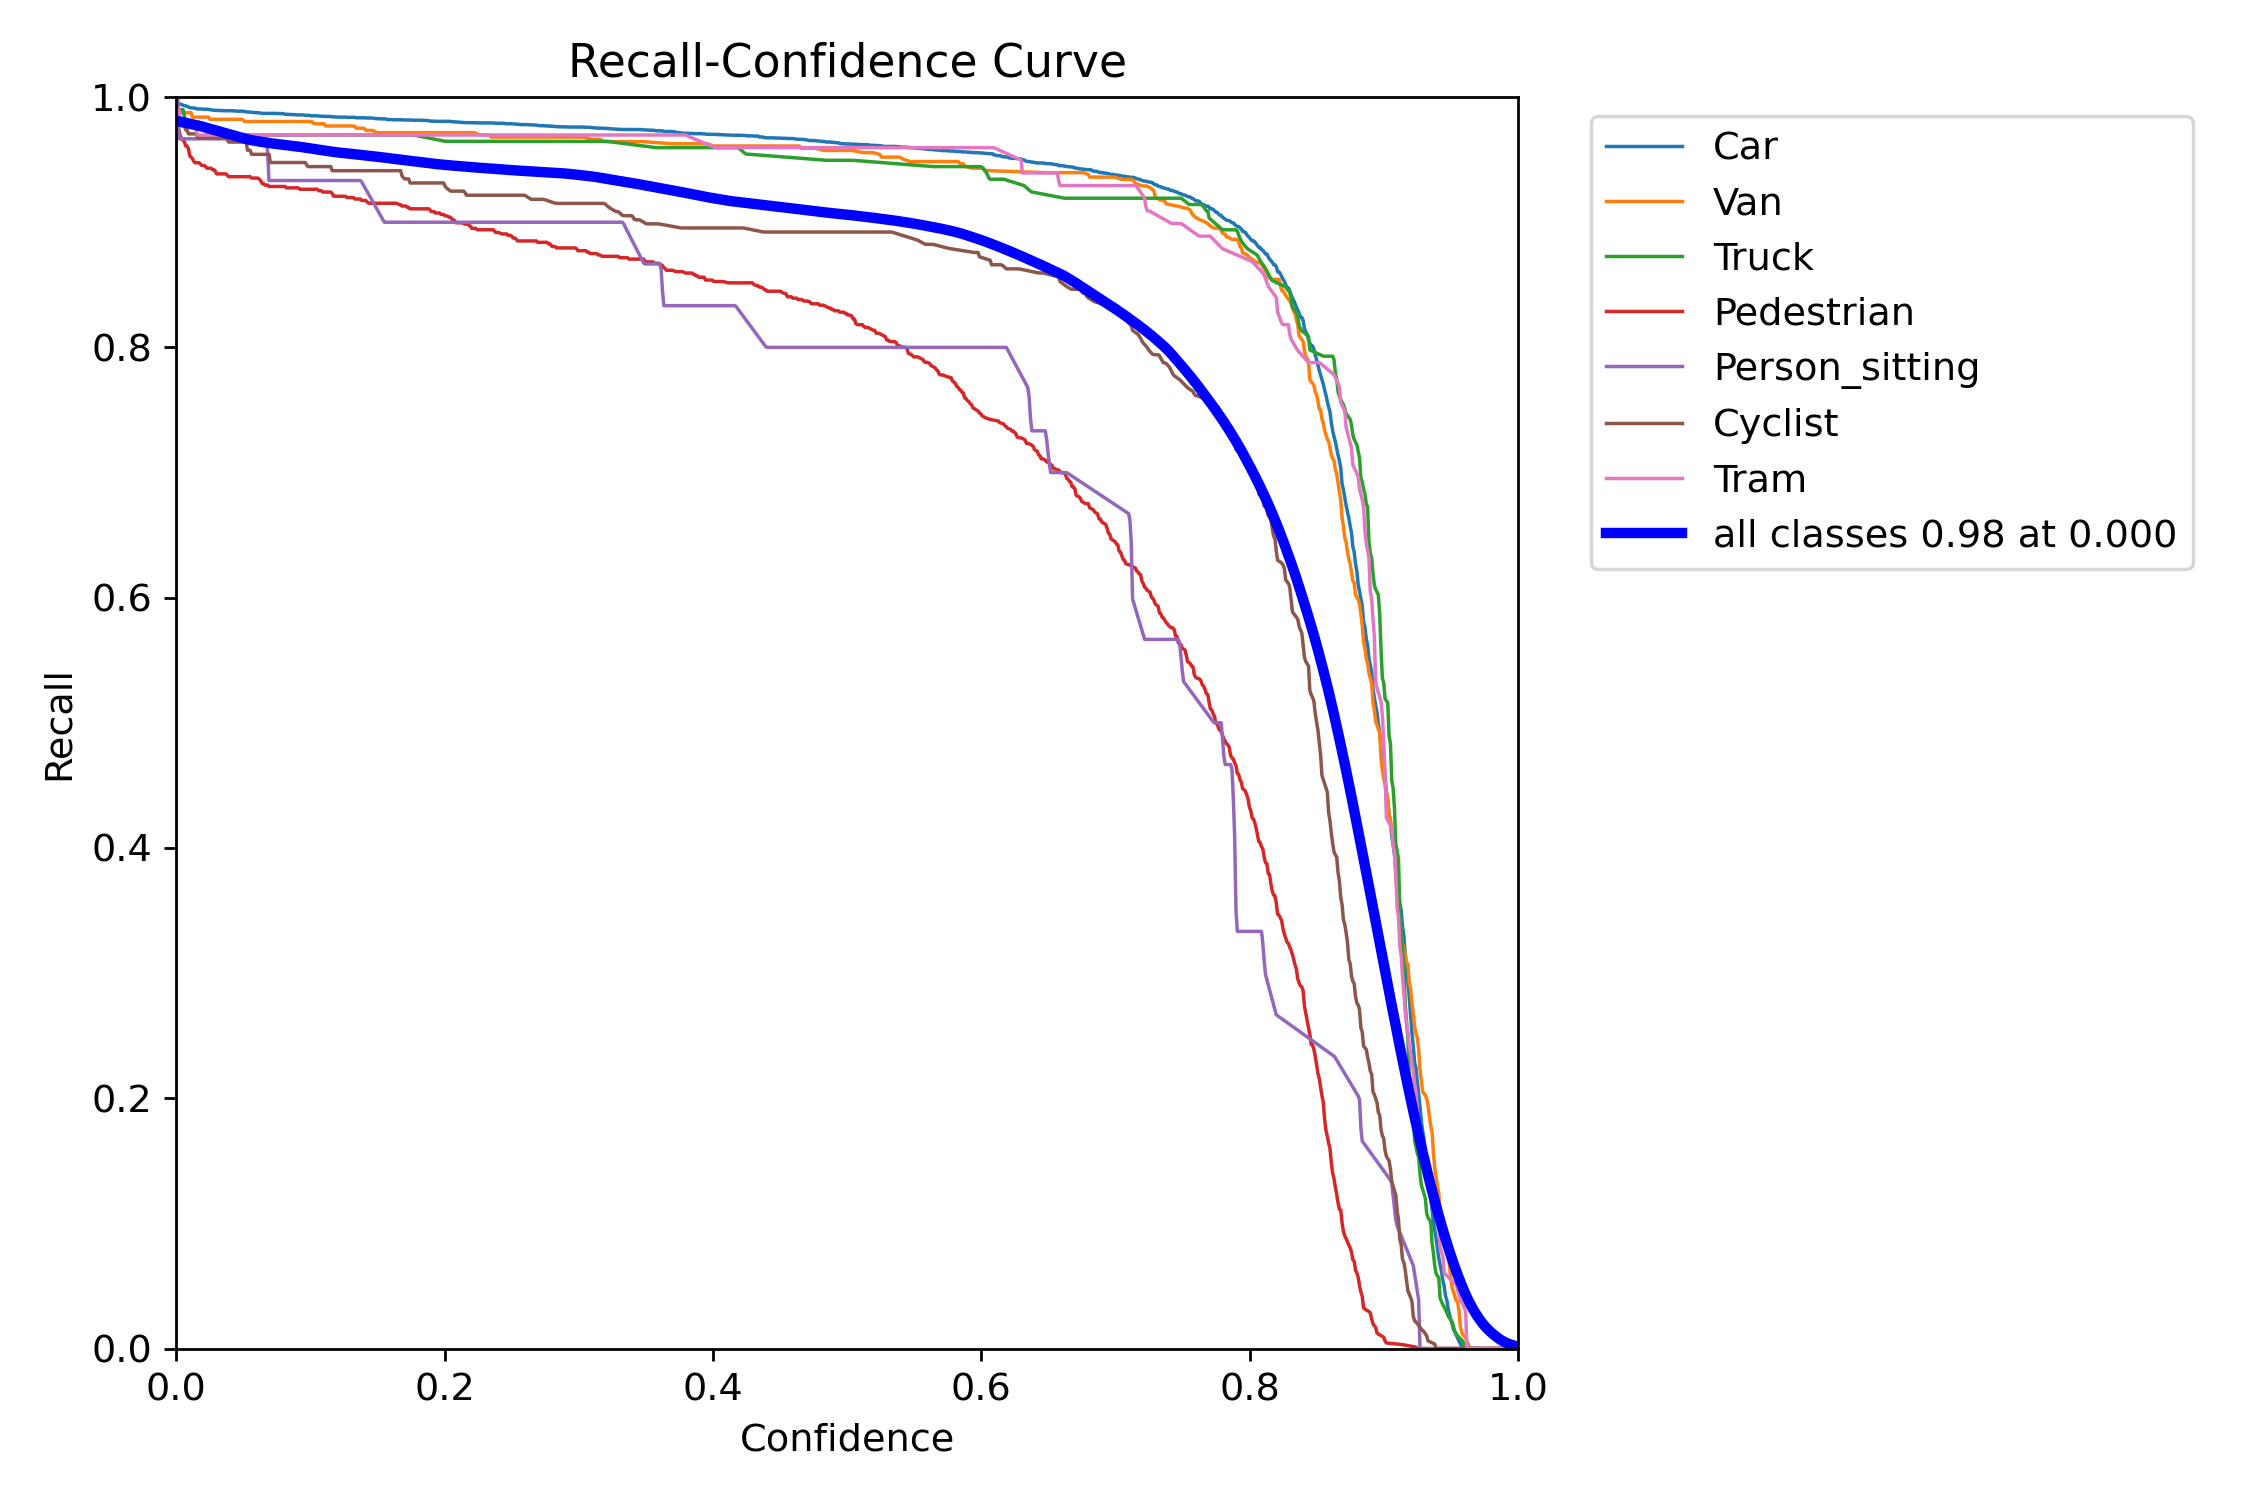 Recall-Confidence Curve
1.0
0.8
0.6
0.4
0.2
0.0
Recall
0.0 0.2 0.4 0.6 0.8 1.0
Confidence
Car
Van
Truck
Pedestrian
Person_sitting
Cyclist
Tram
all classes 0.98 at 0.000